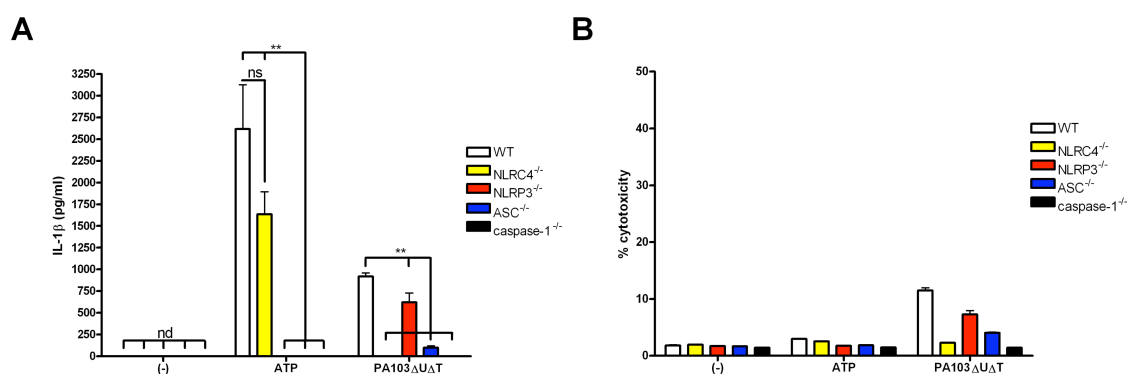 A
IL-1β (pg/ml)
3250
3000
2750
2500
2250
2000
1750
1500
1250
1000
750
500
250
0
nd
ns
**
**
(-)
ATP
PA103ΔUΔT
WT
NLRC4-/-
NLRP3-/-
ASC-/-
caspase-1-/-
B
% cytotoxicity
50
40
30
20
10
0
(-)
ATP
PA103ΔUΔT
WT
NLRC4-/-
NLRP3-/-
ASC-/-
caspase-1-/-